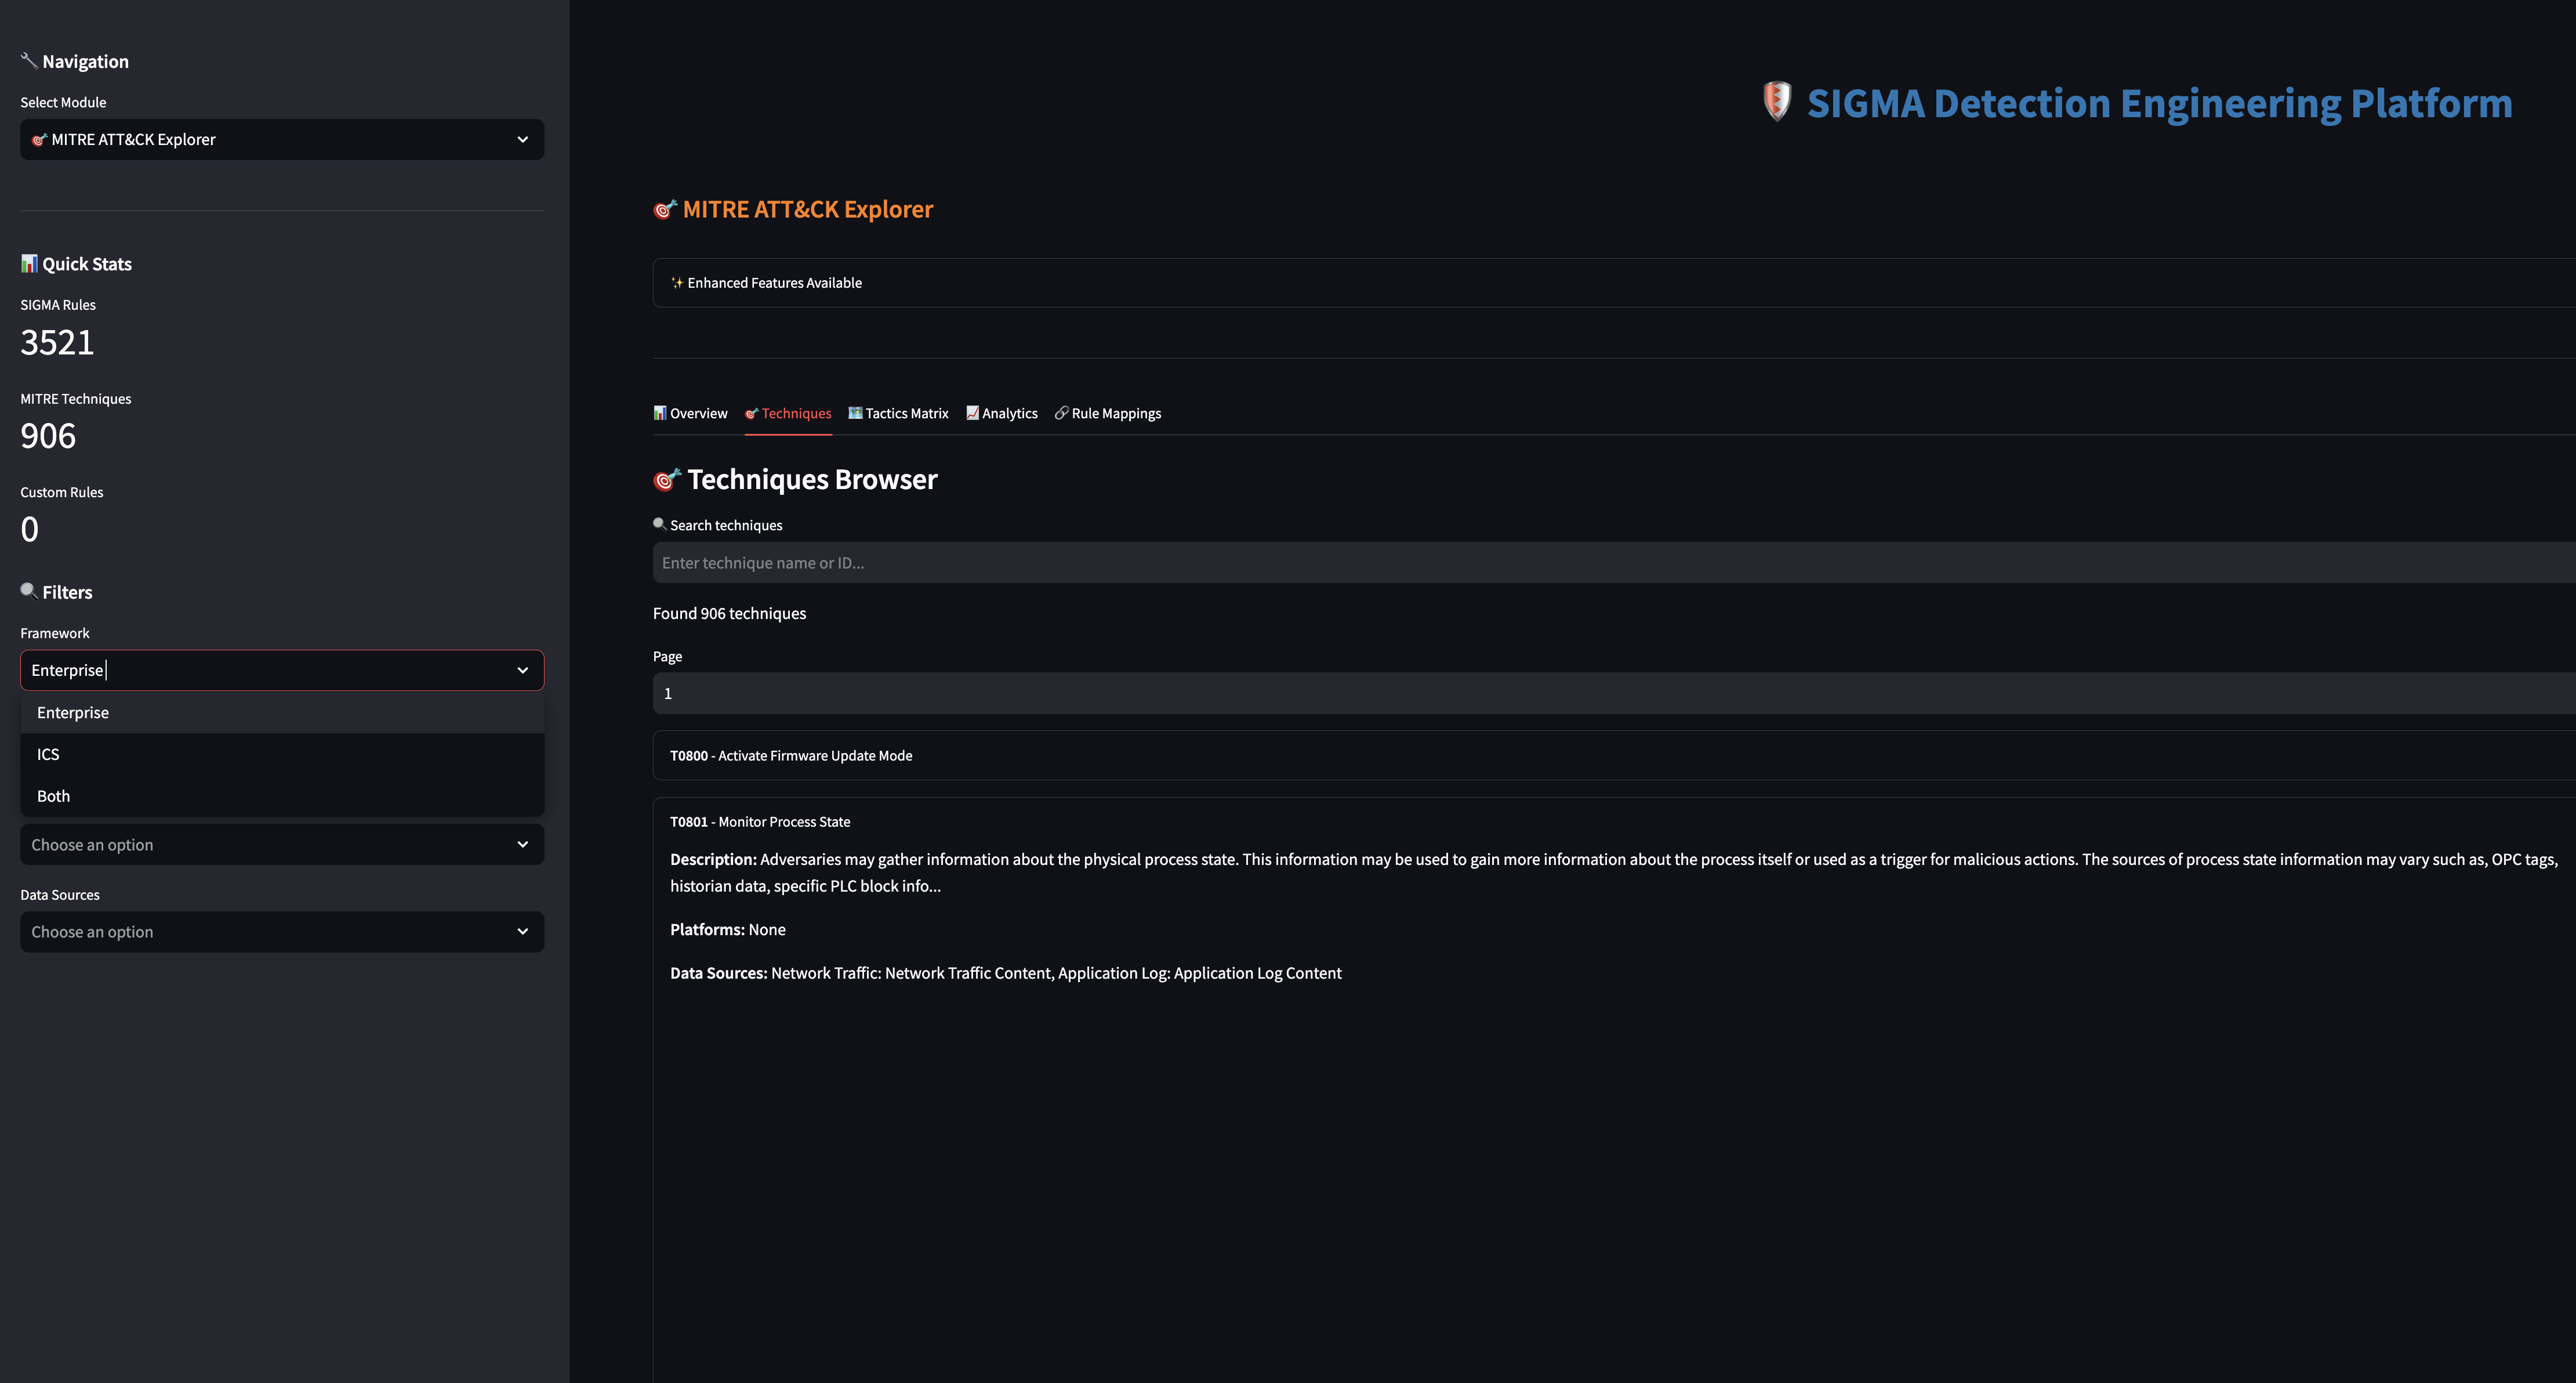 Navigation
Select Module
MITRE ATT&CK Explorer
Quick Stats
SIGMA Rules
3521
MITRE Techniques
906
Custom Rules
0
Filters
Framework
Enterprise
Enterprise
ICS
Both
Choose an option
Data Sources
Choose an option
SIGMA Detection Engineering Platform
MITRE ATT&CK Explorer
✨ Enhanced Features Available
Overview Techniques Tactics Matrix Analytics Rule Mappings
Techniques Browser
Search techniques
Enter technique name or ID...
Found 906 techniques
Page
1
T0800 - Activate Firmware Update Mode
T0801 - Monitor Process State
Description: Adversaries may gather information about the physical process state. This information may be used to gain more information about the process itself or used as a trigger for malicious actions. The sources of process state information may vary such as, OPC tags,
historian data, specific PLC block info...
Platforms: None
Data Sources: Network Traffic: Network Traffic Content, Application Log: Application Log Content